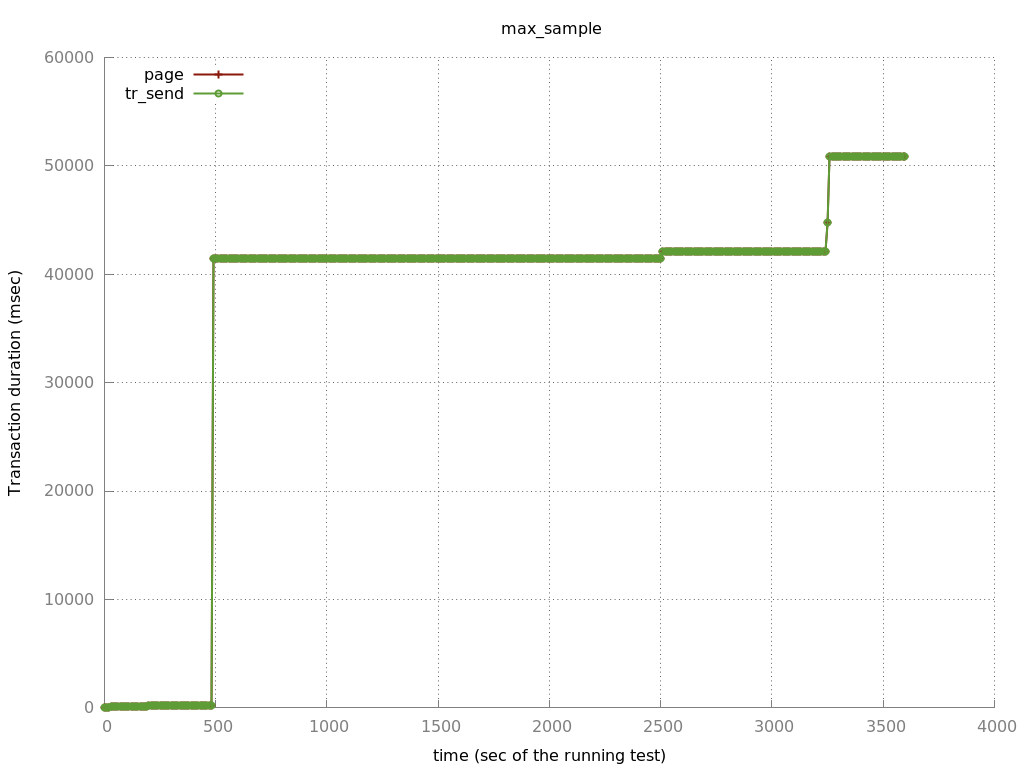 max_sample
60000
50000
40000
30000
20000
10000
0
page
tr_send
Transaction duration (msec)
0 500 1000 1500 2000 2500 3000 3500 4000
time (sec of the running test)